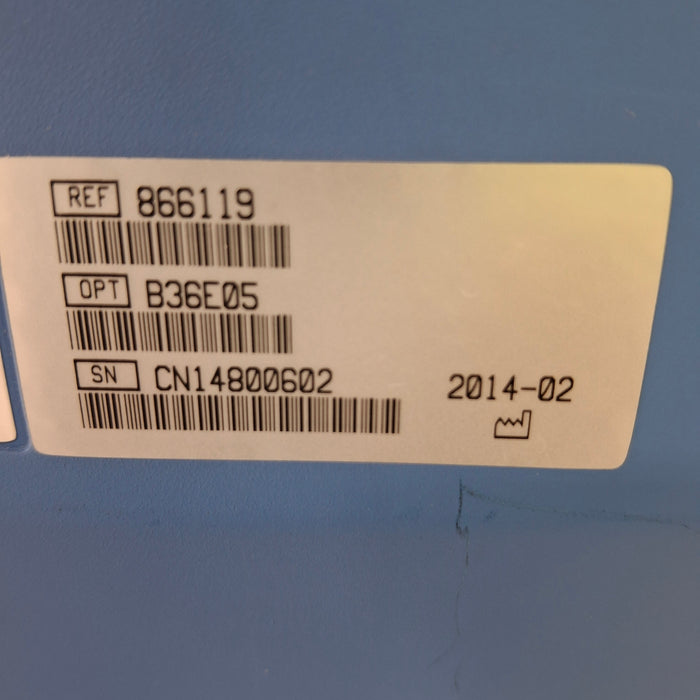 REF 866119
OPT B36E05
SN CN14800602
2014-02